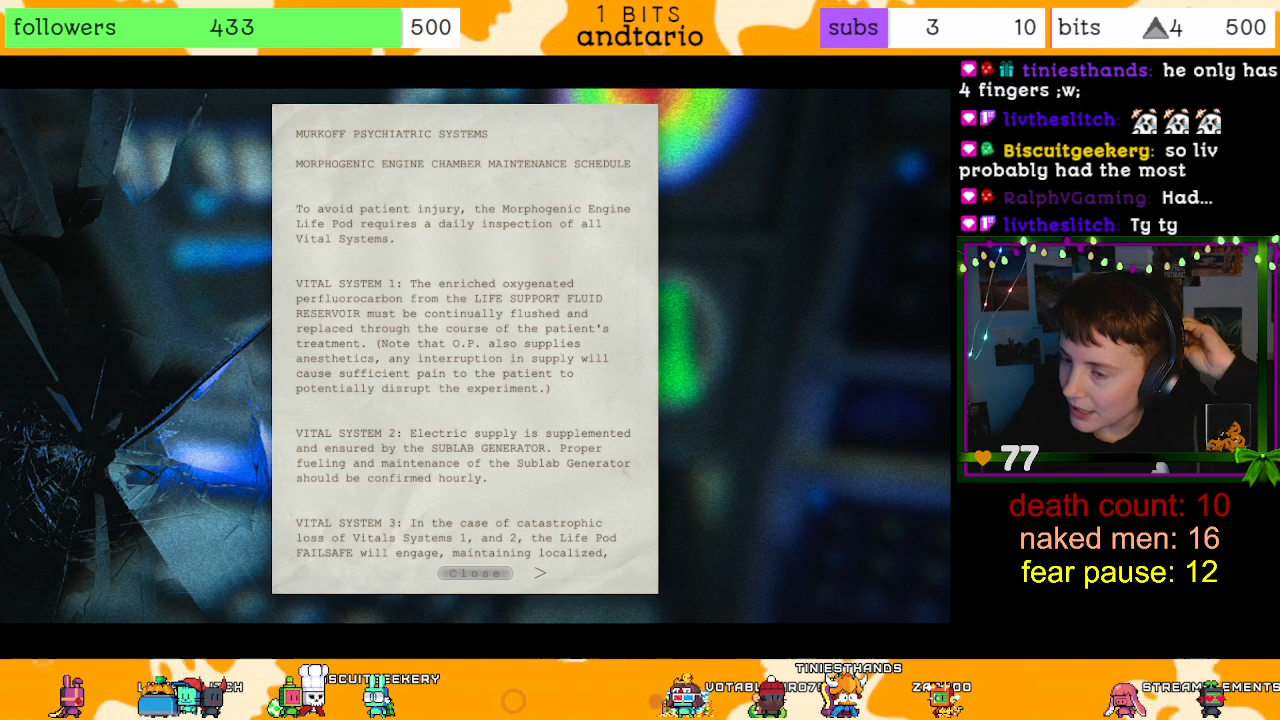 followers 433 500
1 BITS
andtario
subs 3 10
bits 4 500
tiniesthands: he only has
4 fingers ;w;
livtheslitch:
Biscuitgeekery: so liv
probably had the most
RalphVGaming: Had...
livtheslitch: Ty ty
MURKOFF PSYCHIATRIC SYSTEMS
MORPHOGENIC ENGINE CHAMBER MAINTENANCE SCHEDULE
To avoid patient injury, the Morphogenic Engine
Life Pod requires a daily inspection of all
Vital Systems.
VITAL SYSTEM 1: The enriched oxygenated
perfluorocarbon from the LIFE SUPPORT FLUID
RESERVOIR must be continually flushed and
replaced through the course of the patient's
treatment. (Note that O.P. also supplies
anesthetics, any interruption in supply will
cause sufficient pain to the patient to
potentially disrupt the experiment.)
VITAL SYSTEM 2: Electric supply is supplemented
and ensured by the SUBLAB GENERATOR. Proper
fueling and maintenance of the Sublab Generator
should be confirmed hourly.
VITAL SYSTEM 3: In the case of catastrophic
loss of Vitals Systems 1, and 2, the Life Pod
FAILSAFE will engage, maintaining localized,
Close >
77
death count: 10
naked men: 16
fear pause: 12
TINIESTHANDS